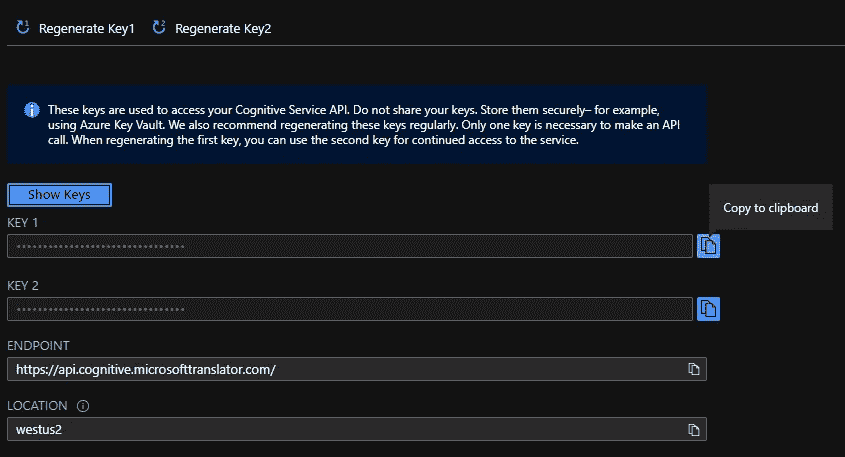 Regenerate Key1 Regenerate Key2
These keys are used to access your Cognitive Service API. Do not share your keys. Store them securely– for example,
using Azure Key Vault. We also recommend regenerating these keys regularly. Only one key is necessary to make an API
call. When regenerating the first key, you can use the second key for continued access to the service.
Show Keys
Copy to clipboard
KEY 1
••••••••••••••••••••••••••••••••
KEY 2
••••••••••••••••••••••••••••••••
ENDPOINT
https://api.cognitive.microsofttranslator.com/
LOCATION
westus2